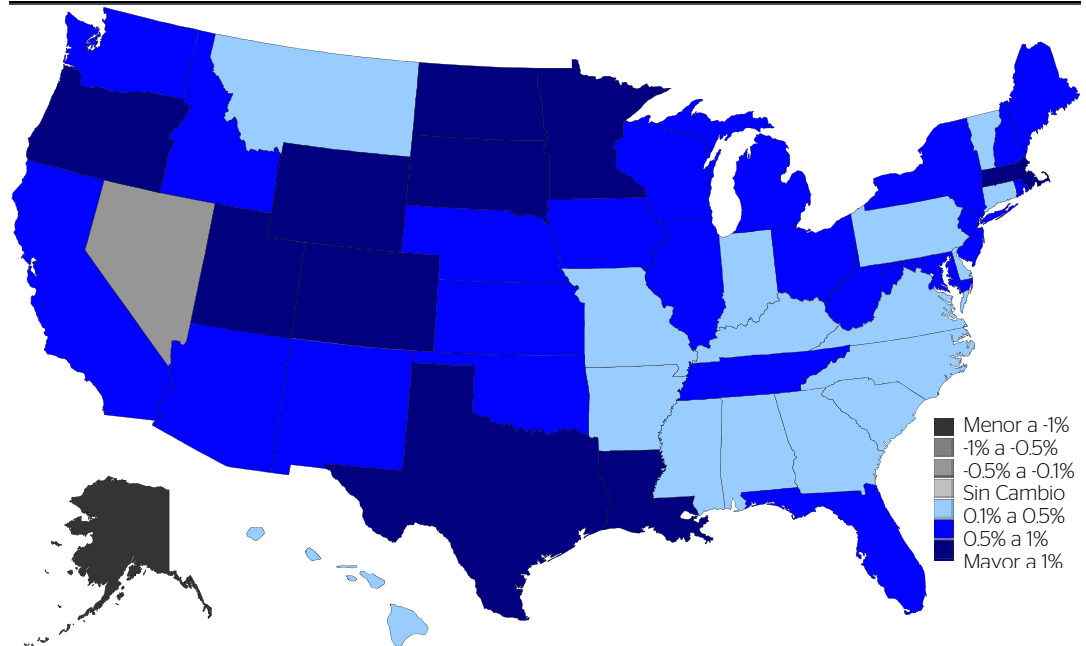 Menor a -1%
-1% a -0.5%
-0.5% a -0.1%
Sin Cambio
0.1% a 0.5%
0.5% a 1%
Mayor a 1%